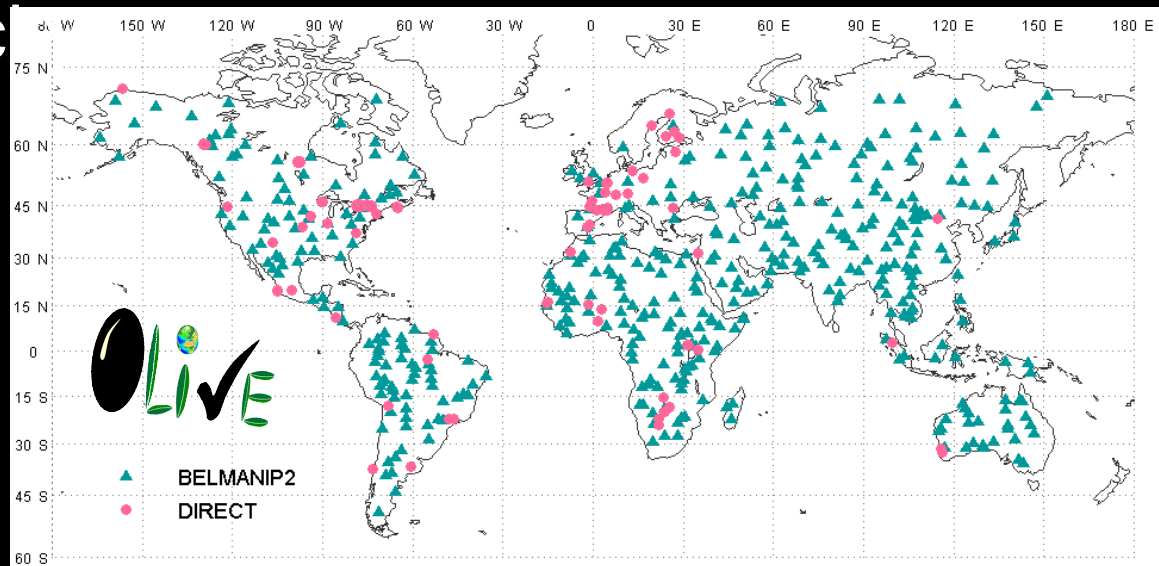 150 W 120 W 90 W 60 W 30 W 0 30 E 60 E 90 E 120 E 150 E 180 E
75 N
60 N
45 N
30 N
15 N
0
15 S
30 S
45 S
60 S
OLiVE
BELMANIP2
DIRECT